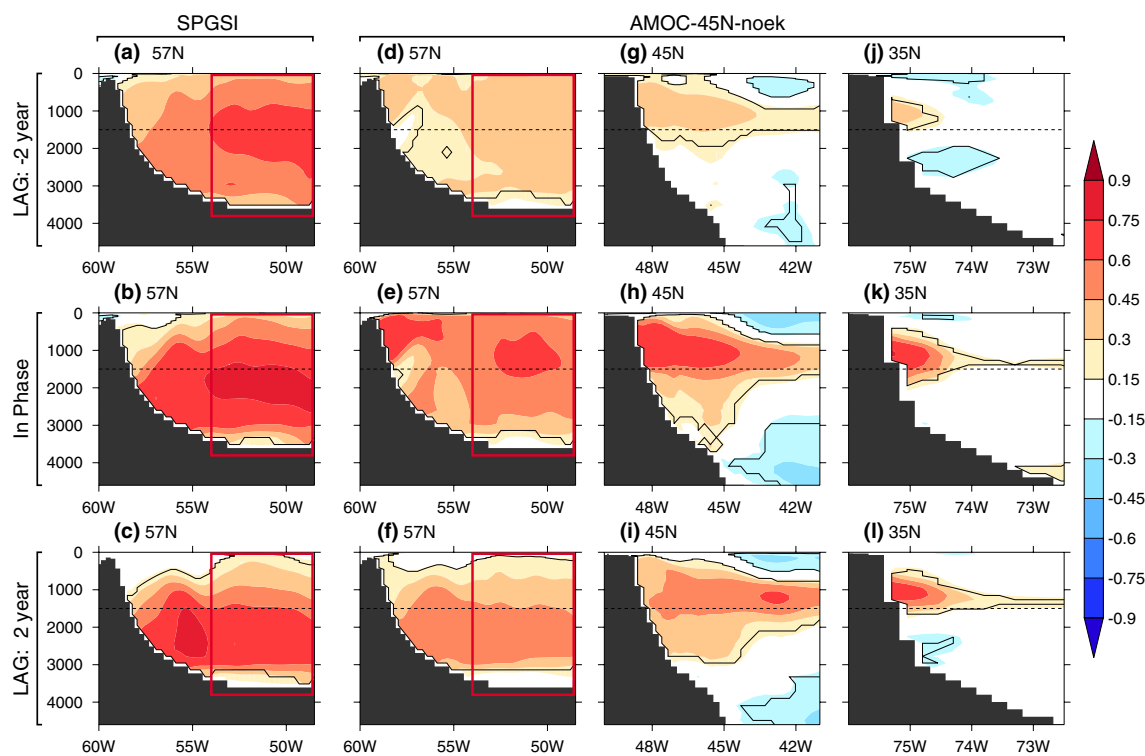 SPGSI
AMOC-45N-noek
(a) 57N
(d) 57N
(g) 45N
(j) 35N
LAG: -2 year
0
1000
2000
3000
4000
60W 55W 50W
60W 55W 50W
48W 45W 42W
75W 74W 73W
(b) 57N
(e) 57N
(h) 45N
(k) 35N
In Phase
0
1000
2000
3000
4000
60W 55W 50W
60W 55W 50W
48W 45W 42W
75W 74W 73W
(c) 57N
(f) 57N
(i) 45N
(l) 35N
LAG: 2 year
0
1000
2000
3000
4000
60W 55W 50W
60W 55W 50W
48W 45W 42W
75W 74W 73W
0.9
0.75
0.6
0.45
0.3
0.15
-0.15
-0.3
-0.45
-0.6
-0.75
-0.9